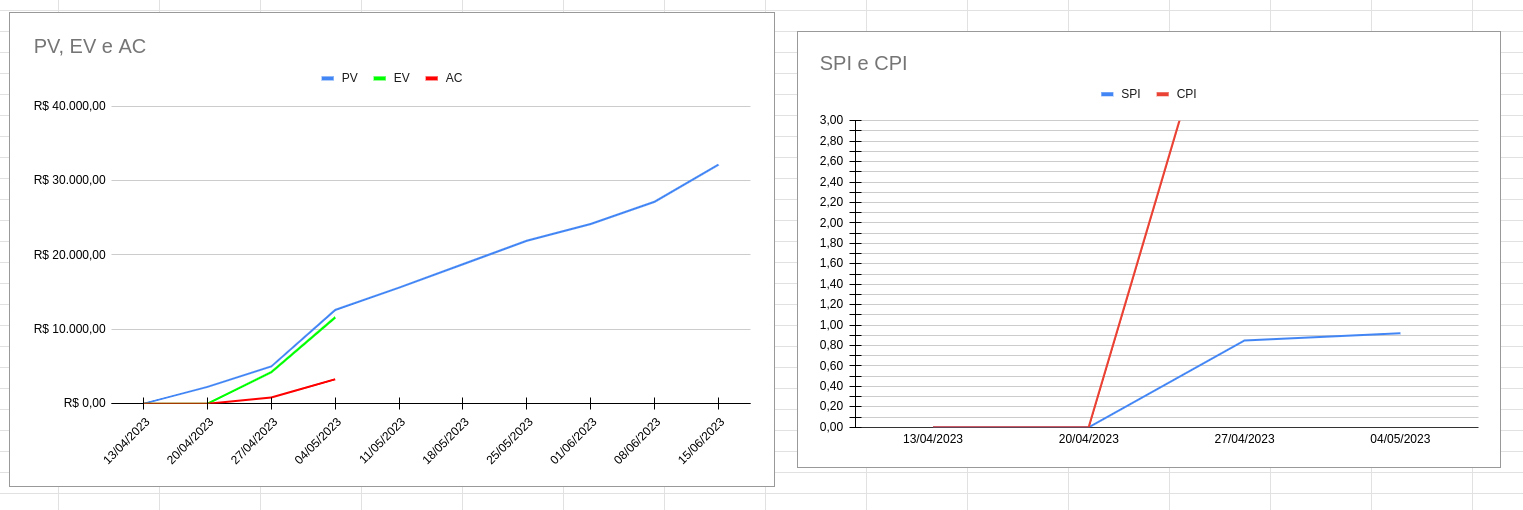 PV, EV e AC
PV EV AC
R$ 40.000,00
R$ 30.000,00
R$ 20.000,00
R$ 10.000,00
R$ 0,00
13/04/2023 20/04/2023 27/04/2023 04/05/2023 11/05/2023 18/05/2023 25/05/2023 01/06/2023 08/06/2023 15/06/2023
SPI e CPI
SPI CPI
3,00
2,80
2,60
2,40
2,20
2,00
1,80
1,60
1,40
1,20
1,00
0,80
0,60
0,40
0,20
0,00
13/04/2023 20/04/2023 27/04/2023 04/05/2023